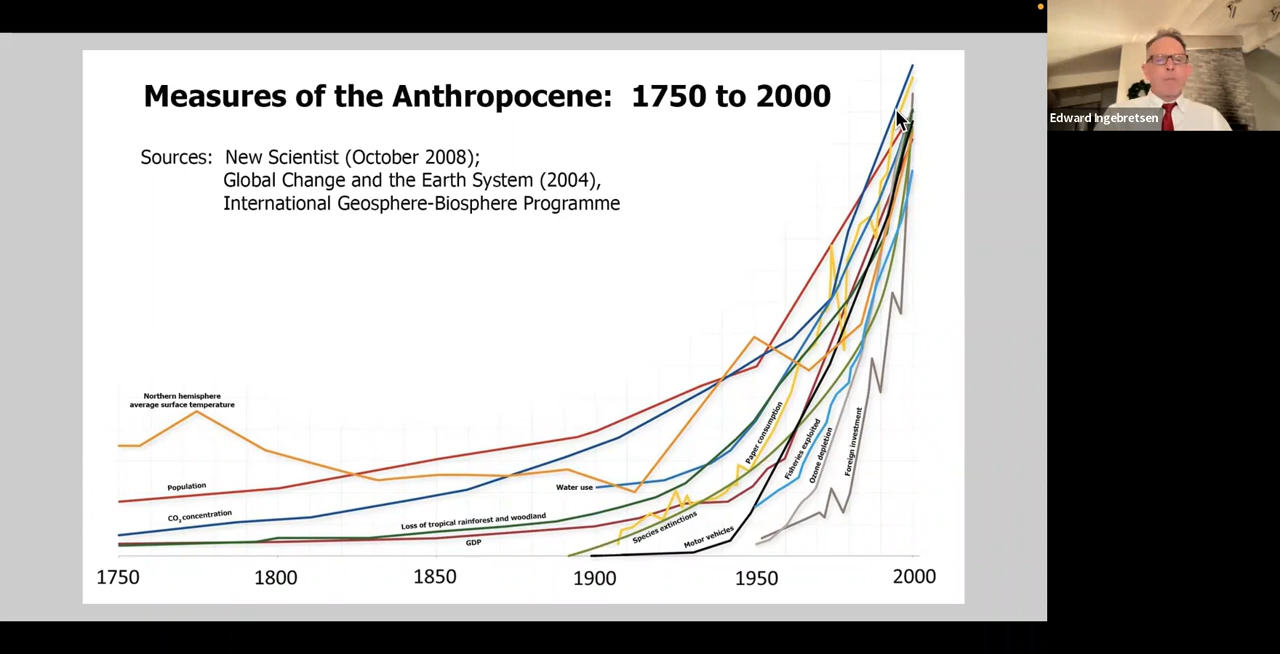 Measures of the Anthropocene: 1750 to 2000
Sources: New Scientist (October 2008);
Global Change and the Earth System (2004),
International Geosphere-Biosphere Programme
Edward Ingebretsen
Northern hemisphere
average surface temperature
Population
CO₂ concentration
Water use
Loss of tropical rainforest and woodland
GDP
Species extinctions
Motor vehicles
Paper consumption
Fisheries exploited
Ozone depletion
Foreign investment
1750 1800 1850 1900 1950 2000